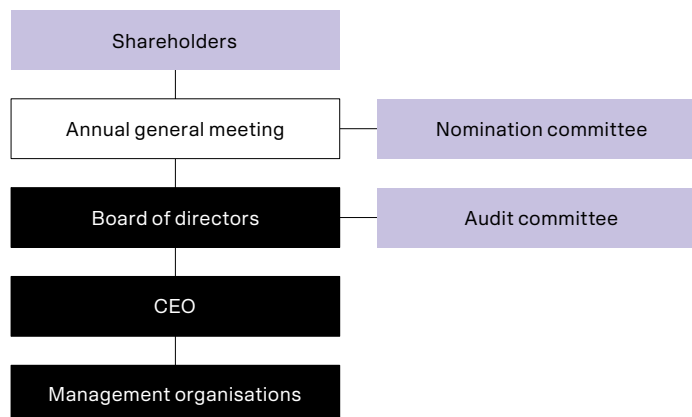 Shareholders
Annual general meeting
Nomination committee
Board of directors
Audit committee
CEO
Management organisations